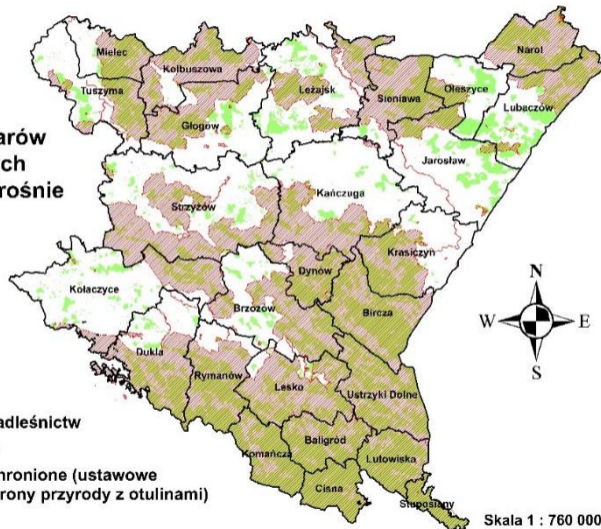 Mielec
Kolbuszowa
Narol
Tuszyma
Leżajsk
Sieniawa
Oleszyce
Lubaczów
Głogów
arów
ch
rośnie
Jarosław
Kańczuga
Strzyżów
Krasiczyn
Dynów
Kołaczyce
Brzozów
Bircza
N
W
E
S
Dukla
Rymanów
Lesko
Ustrzyki Dolne
adleśnictw
Baligród
Komańcza
Lutowiska
hronione (ustawowe
rony przyrody z otulinami)
Cisna
Stuposiany
Skala 1 : 760 000